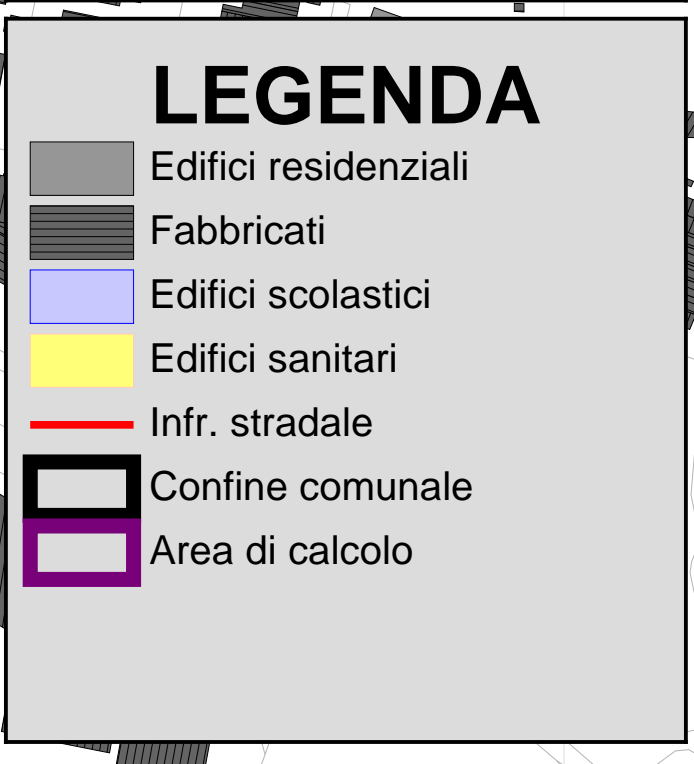 LEGENDA
Edifici residenziali
Fabbricati
Edifici scolastici
Edifici sanitari
Infr. stradale
Confine comunale
Area di calcolo